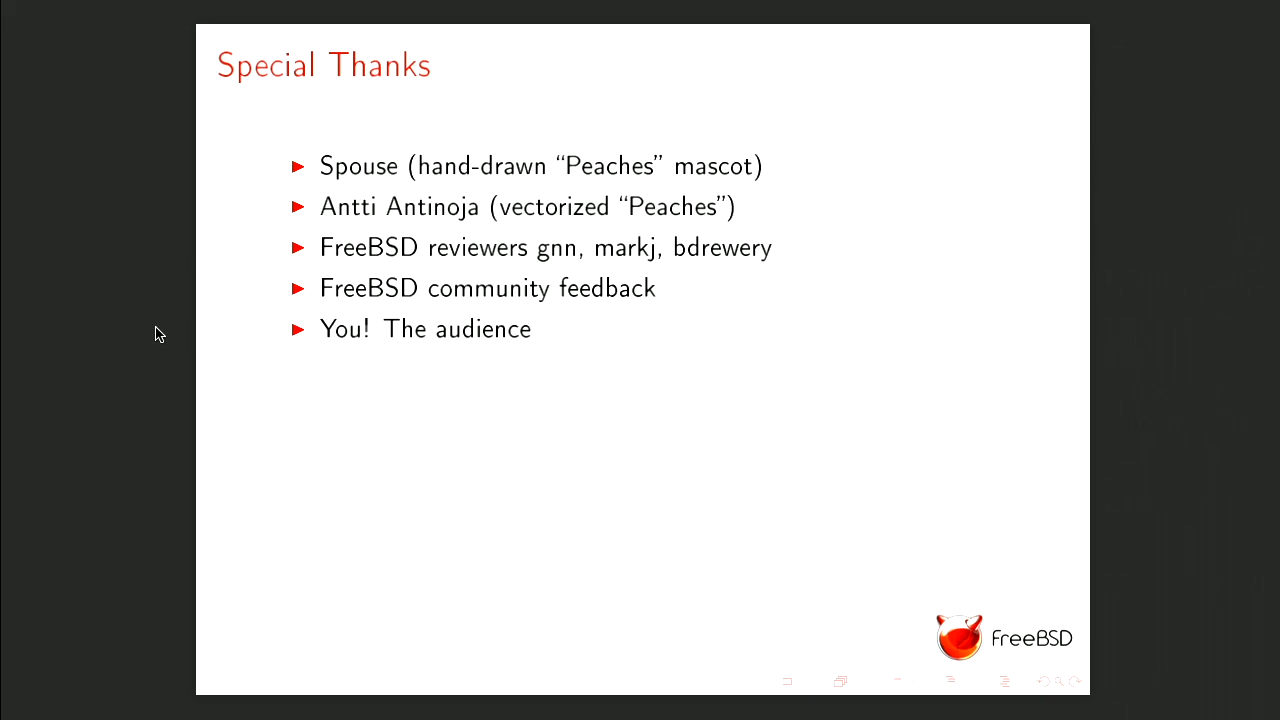 Special Thanks
Spouse (hand-drawn “Peaches” mascot)
Antti Antinoja (vectorized “Peaches”)
FreeBSD reviewers gnn, markj, bdrewery
FreeBSD community feedback
You! The audience
FreeBSD